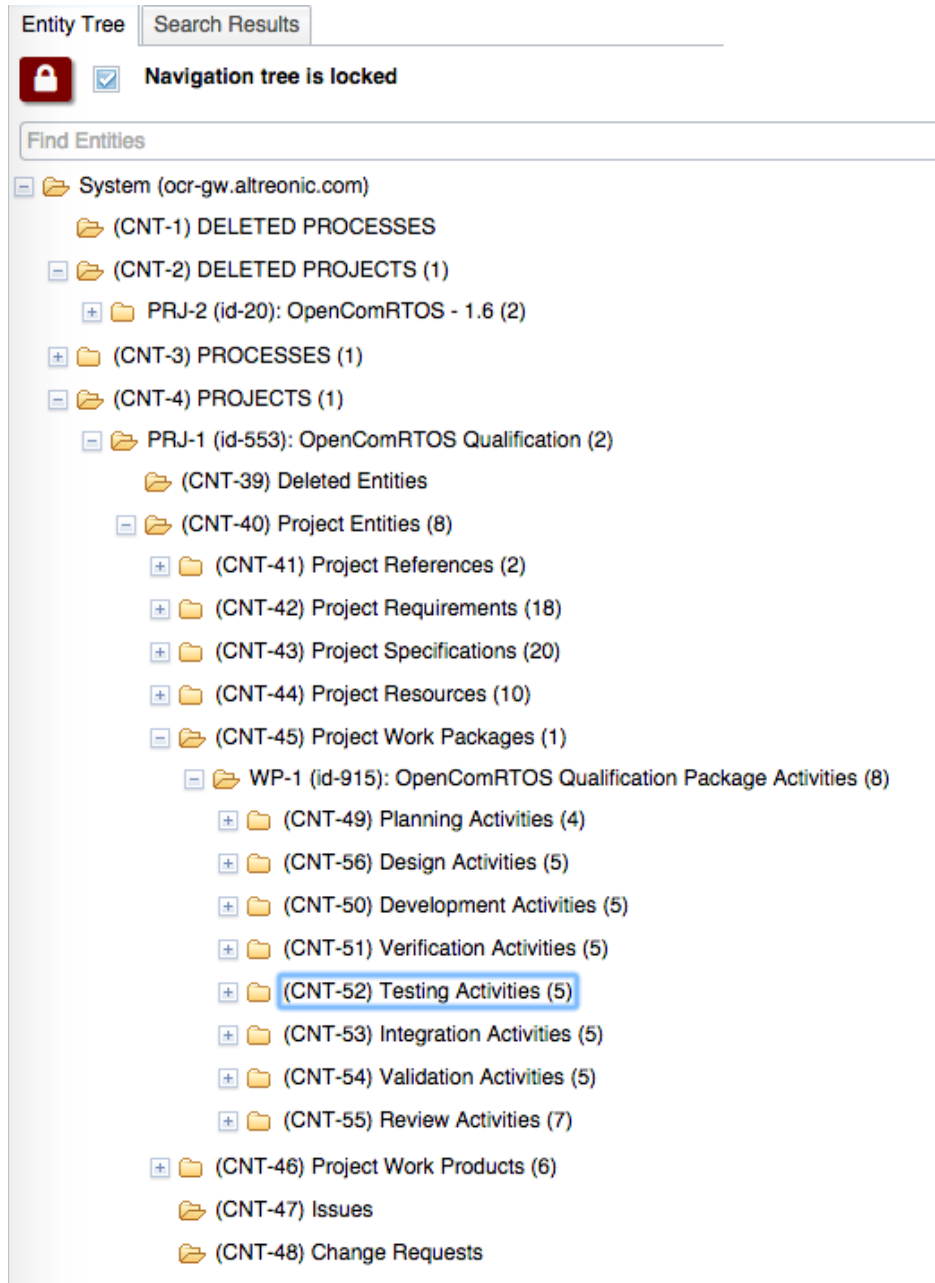 Entity Tree Search Results
Navigation tree is locked
Find Entities
System (ocr-gw.altreonic.com)
(CNT-1) DELETED PROCESSES
(CNT-2) DELETED PROJECTS (1)
PRJ-2 (id-20): OpenComRTOS - 1.6 (2)
(CNT-3) PROCESSES (1)
(CNT-4) PROJECTS (1)
PRJ-1 (id-553): OpenComRTOS Qualification (2)
(CNT-39) Deleted Entities
(CNT-40) Project Entities (8)
(CNT-41) Project References (2)
(CNT-42) Project Requirements (18)
(CNT-43) Project Specifications (20)
(CNT-44) Project Resources (10)
(CNT-45) Project Work Packages (1)
WP-1 (id-915): OpenComRTOS Qualification Package Activities (8)
(CNT-49) Planning Activities (4)
(CNT-56) Design Activities (5)
(CNT-50) Development Activities (5)
(CNT-51) Verification Activities (5)
(CNT-52) Testing Activities (5)
(CNT-53) Integration Activities (5)
(CNT-54) Validation Activities (5)
(CNT-55) Review Activities (7)
(CNT-46) Project Work Products (6)
(CNT-47) Issues
(CNT-48) Change Requests